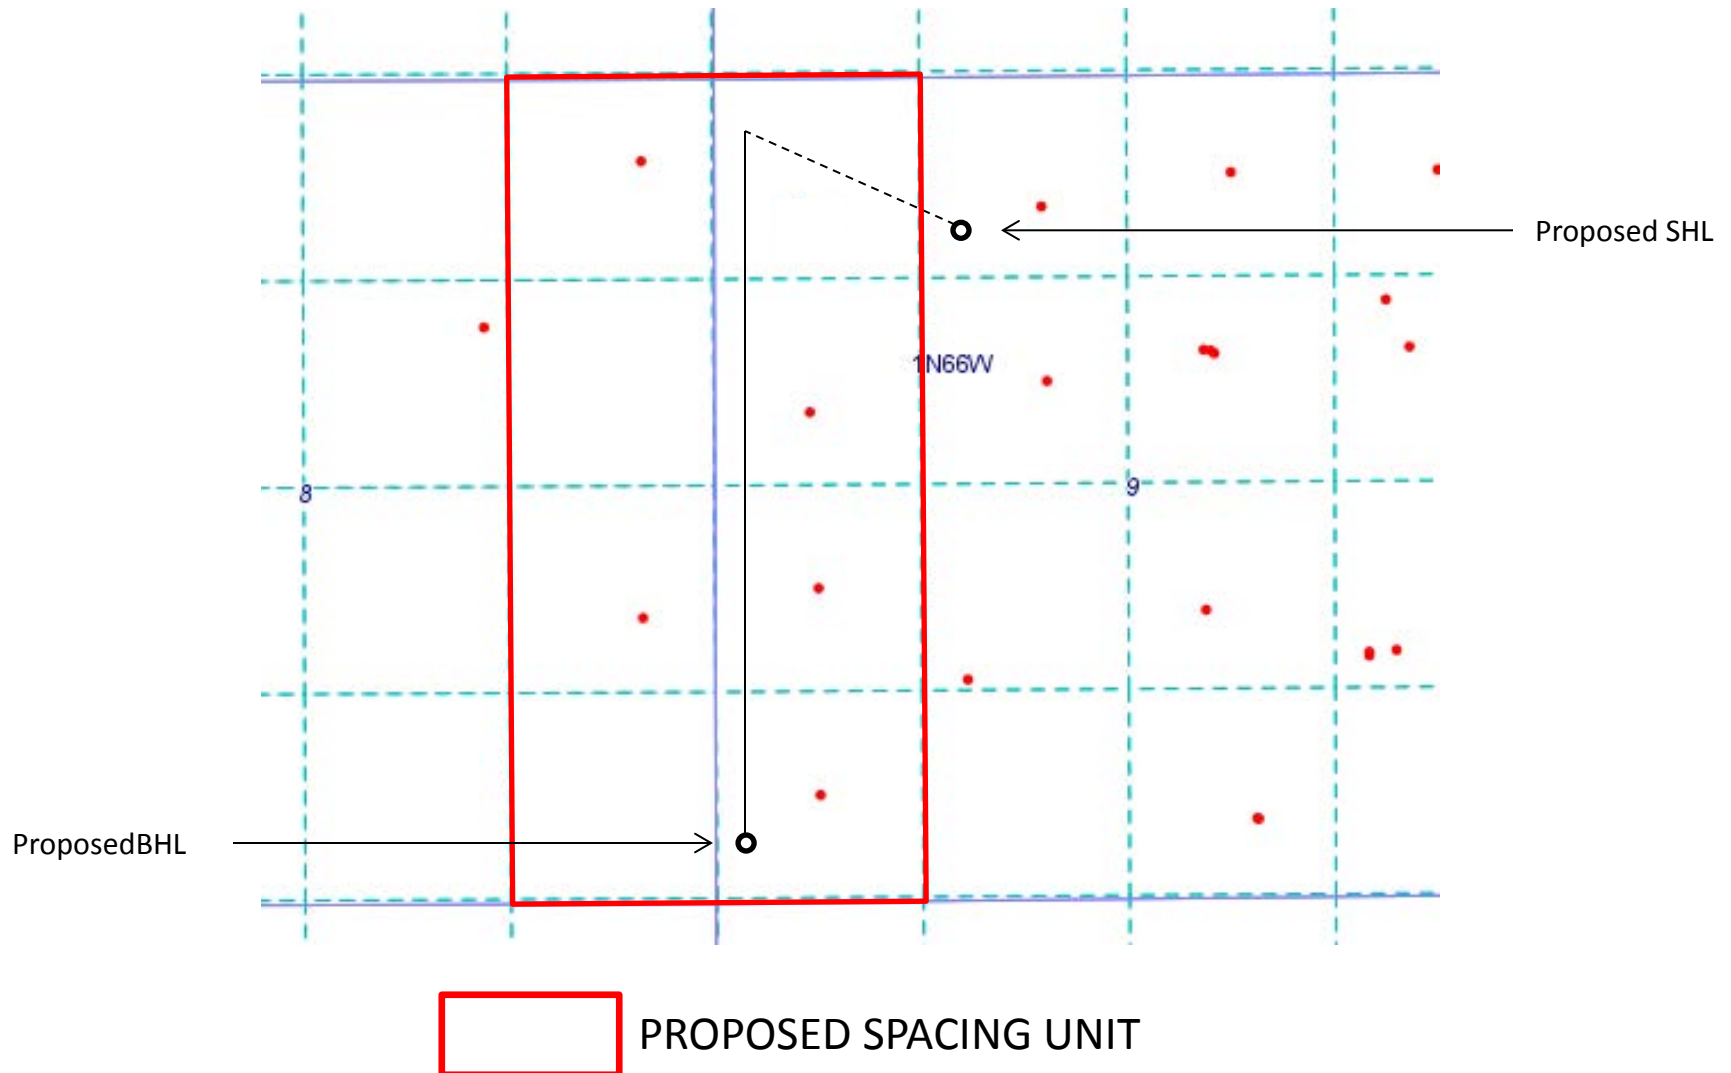 Proposed SHL
1N66W
8
9
ProposedBHL
PROPOSED SPACING UNIT